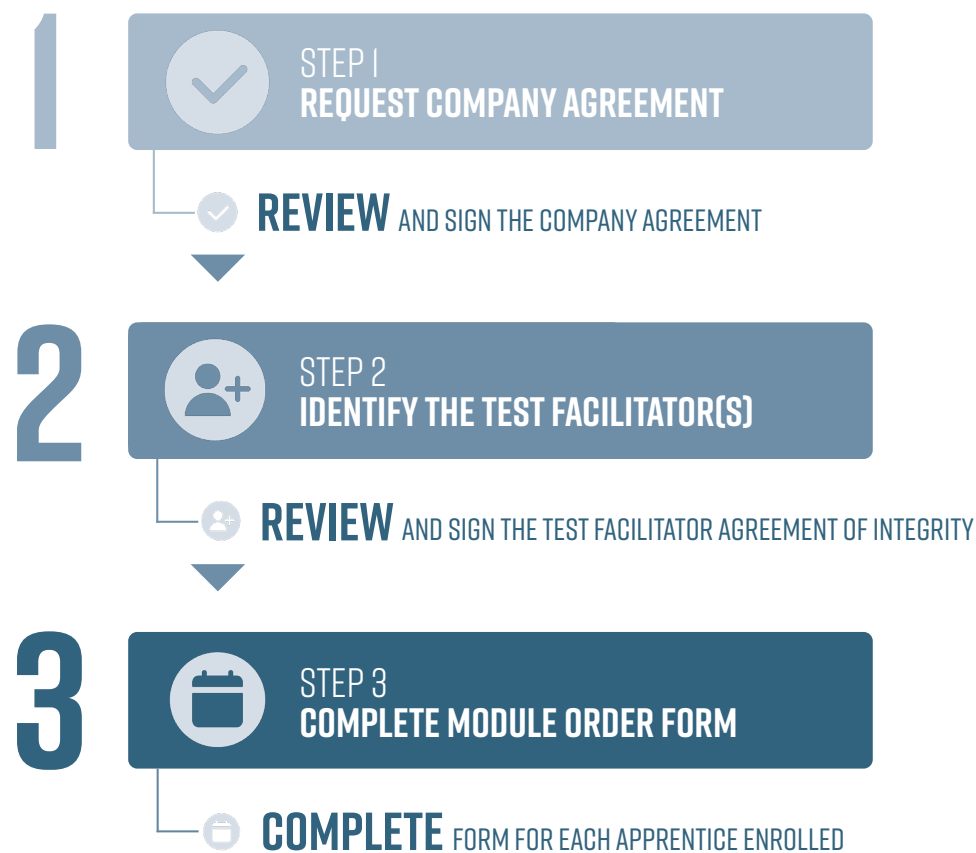 1
STEP 1
REQUEST COMPANY AGREEMENT
REVIEW AND SIGN THE COMPANY AGREEMENT
2
STEP 2
IDENTIFY THE TEST FACILITATOR(S)
REVIEW AND SIGN THE TEST FACILITATOR AGREEMENT OF INTEGRITY
3
STEP 3
COMPLETE MODULE ORDER FORM
COMPLETE FORM FOR EACH APPRENTICE ENROLLED